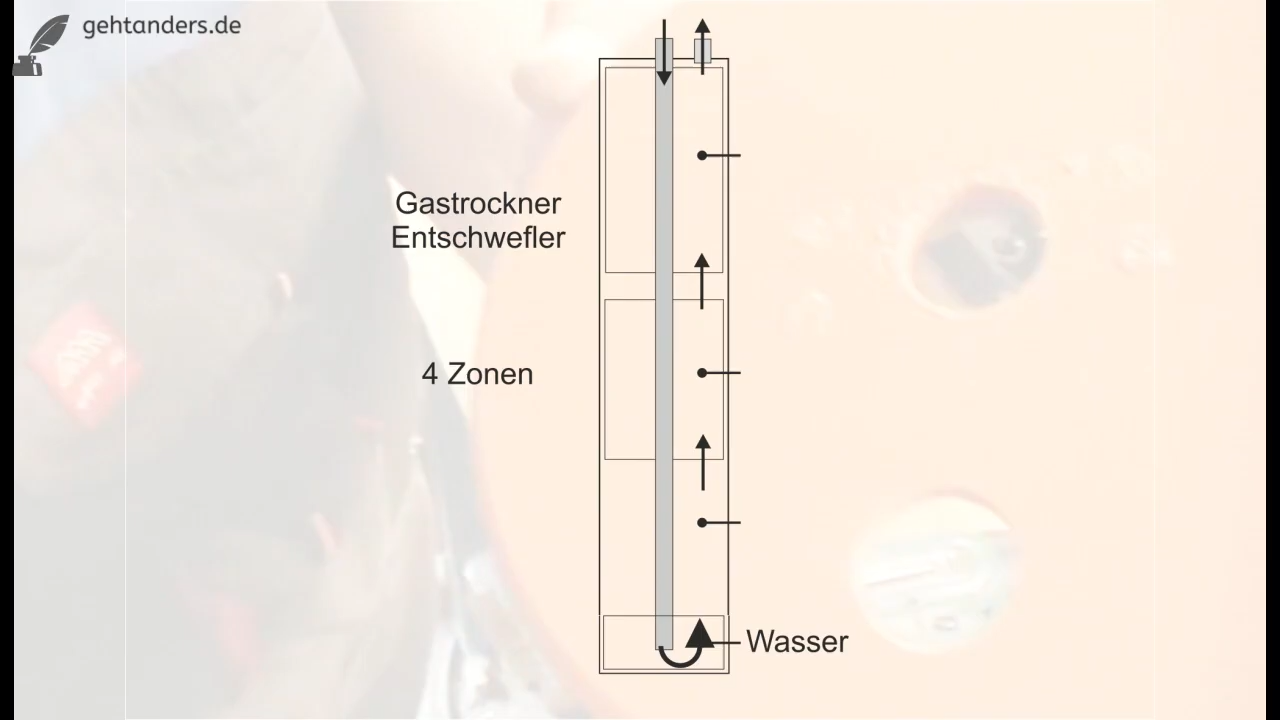 gehtanders.de
Gastrockner
Entschwefler
4 Zonen
Wasser